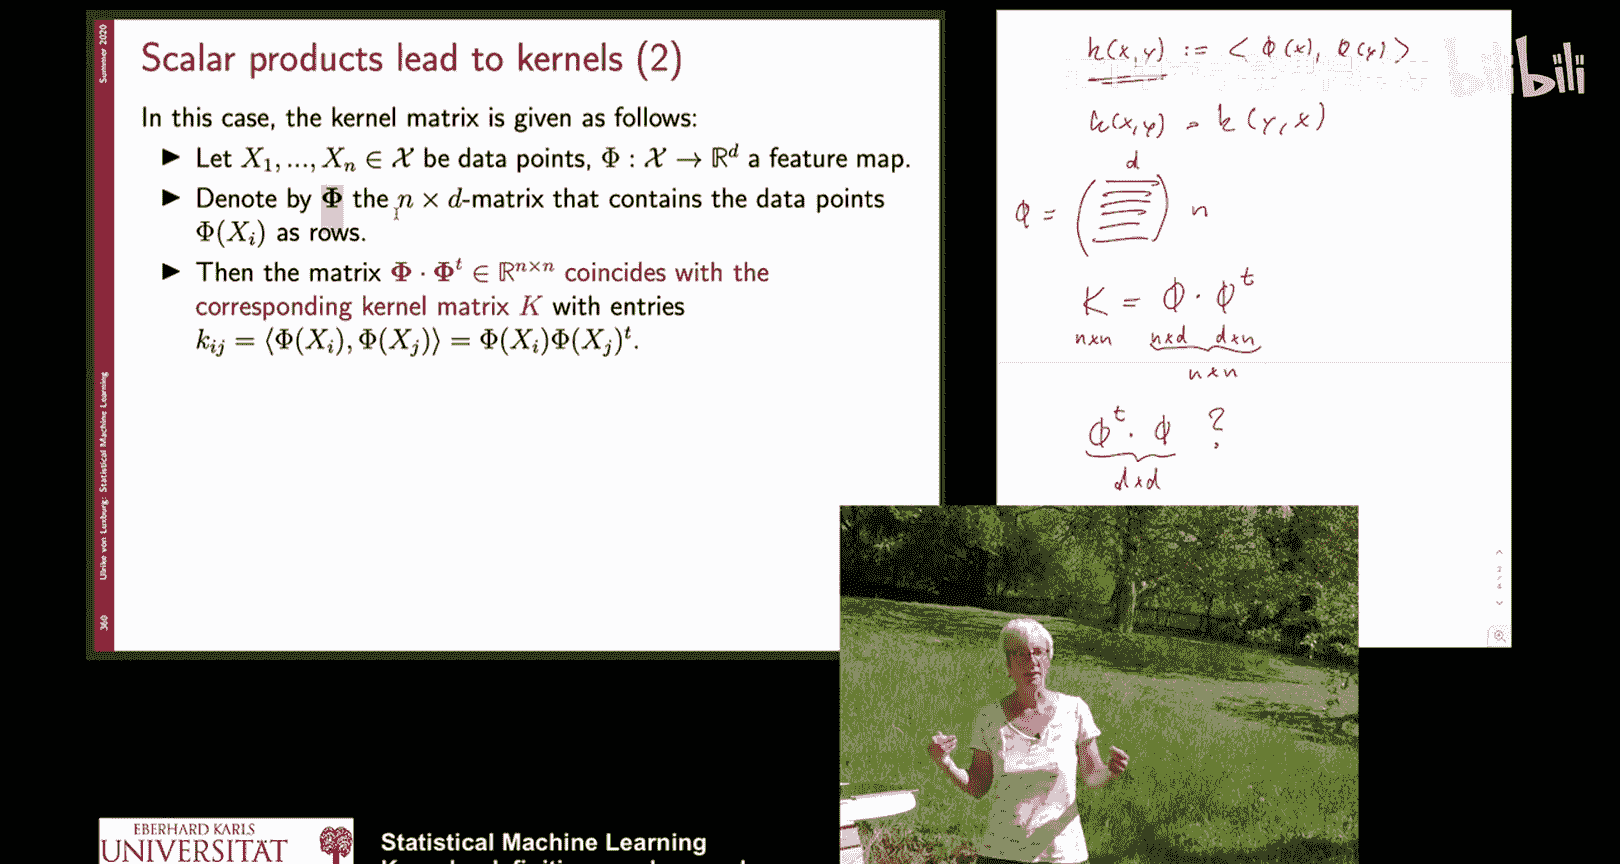 Summer 2020
Scalar products lead to kernels (2)
In this case, the kernel matrix is given as follows:
▶ Let X₁, ..., Xₙ ∈ 𝒳 be data points, Φ : 𝒳 → ℝᵈ a feature map.
▶ Denote by Φ the n × d-matrix that contains the data points
Φ(Xᵢ) as rows.
▶ Then the matrix Φ · Φᵗ ∈ ℝⁿˣⁿ coincides with the
corresponding kernel matrix K with entries
kᵢⱼ = ⟨Φ(Xᵢ), Φ(Xⱼ)⟩ = Φ(Xᵢ)Φ(Xⱼ)ᵗ.
Ulrike von Luxburg: Statistical Machine Learning
360
k(x,y) := < Φ(x), Φ(y) >
k(x,y) = k(y,x)
d
Φ = ( ) n
K = Φ · Φᵗ
n×n n×d d×n
n×n
Φᵗ · Φ ?
d×d
2 / 4
bilibili
EBERHARD KARLS
UNIVERSITÄT
Statistical Machine Learning